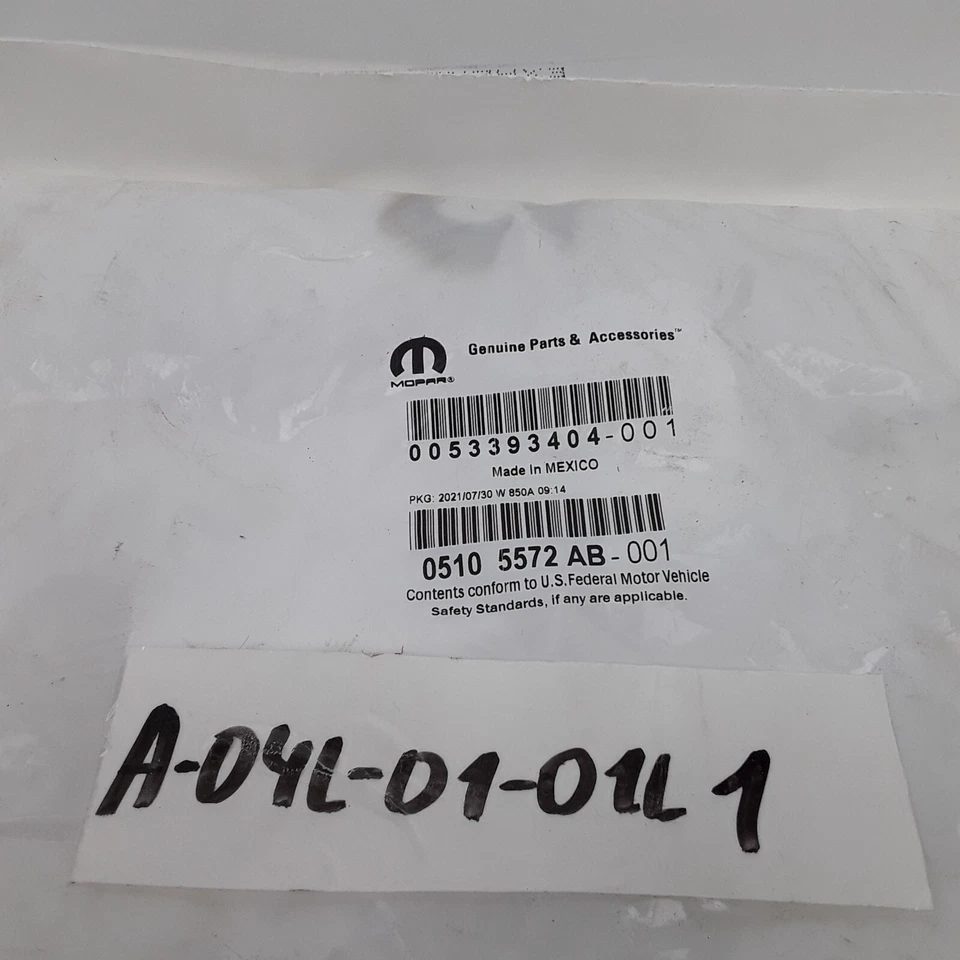 Genuine Parts & Accessories™
MOPAR®
0053393404-001
Made In MEXICO
PKG: 2021/07/30 W 850A 09:14
0510 5572 AB-001
Contents conform to U.S.Federal Motor Vehicle
Safety Standards, if any are applicable.
A-04L-01-01L1